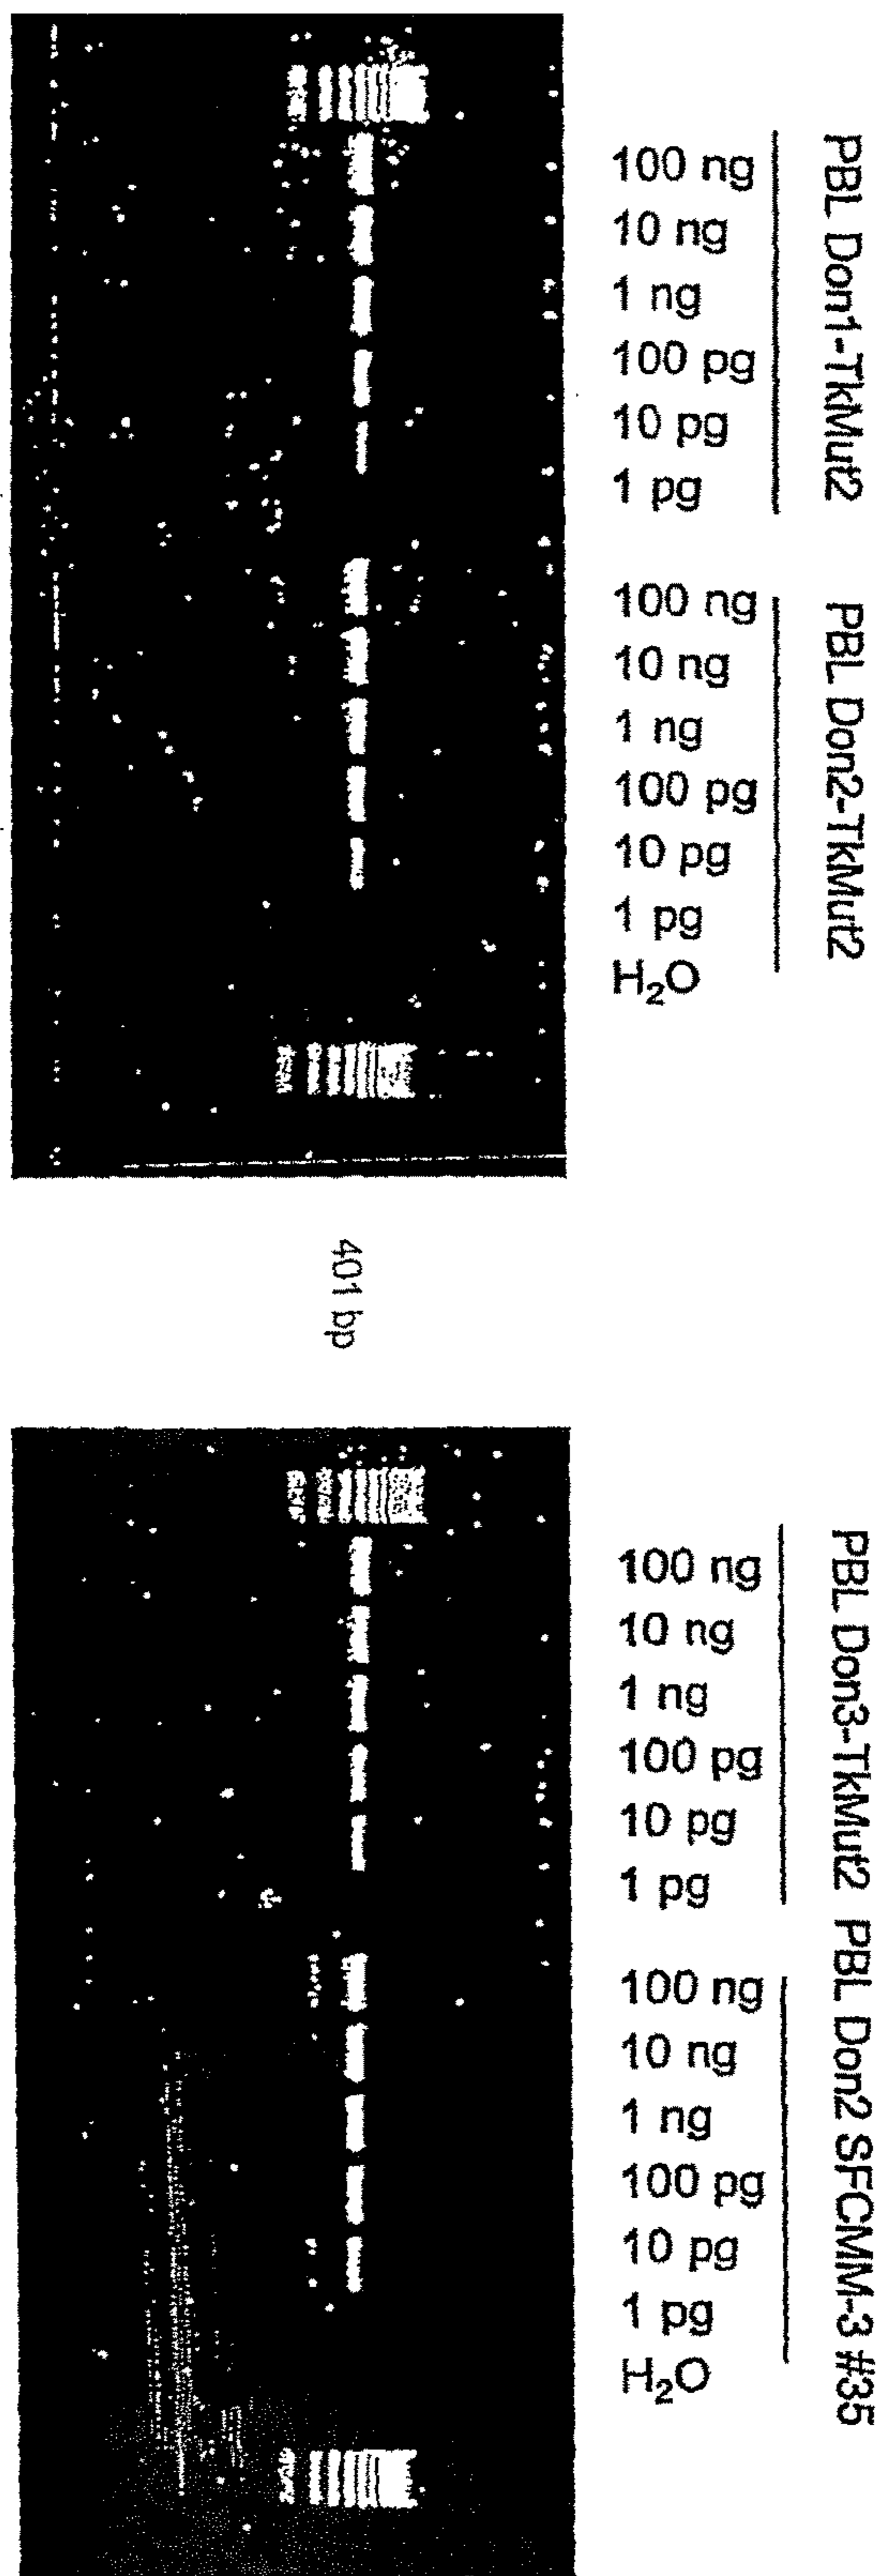 PBL Don1-TkMut2
100 ng
10 ng
1 ng
100 pg
10 pg
1 pg
PBL Don2-TkMut2
100 ng
10 ng
1 ng
100 pg
10 pg
1 pg
H₂O
401 bp
PBL Don3-TkMut2
100 ng
10 ng
1 ng
100 pg
10 pg
1 pg
PBL Don2 SFCMM-3 #35
100 ng
10 ng
1 ng
100 pg
10 pg
1 pg
H₂O